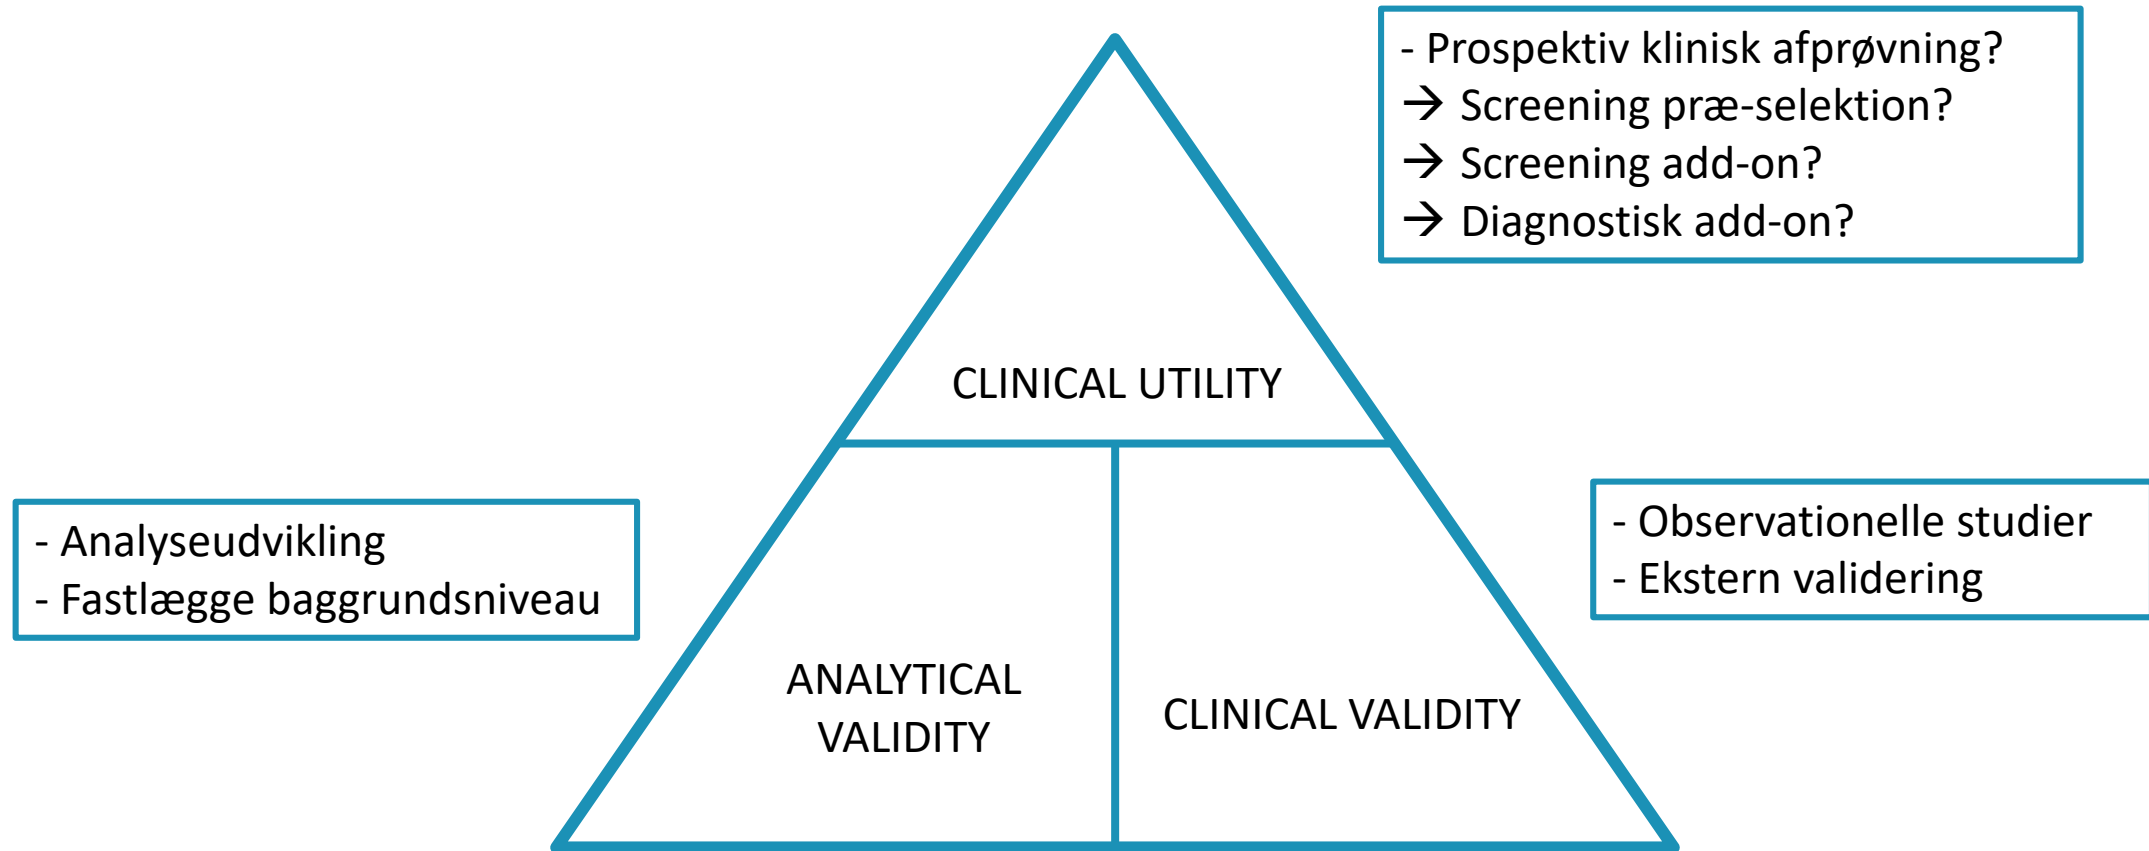 - Prospektiv klinisk afprøvning?
→ Screening præ-selektion?
→ Screening add-on?
→ Diagnostisk add-on?
CLINICAL UTILITY
- Analyseudvikling
- Fastlægge baggrundsniveau
- Observationelle studier
- Ekstern validering
ANALYTICAL
VALIDITY
CLINICAL VALIDITY